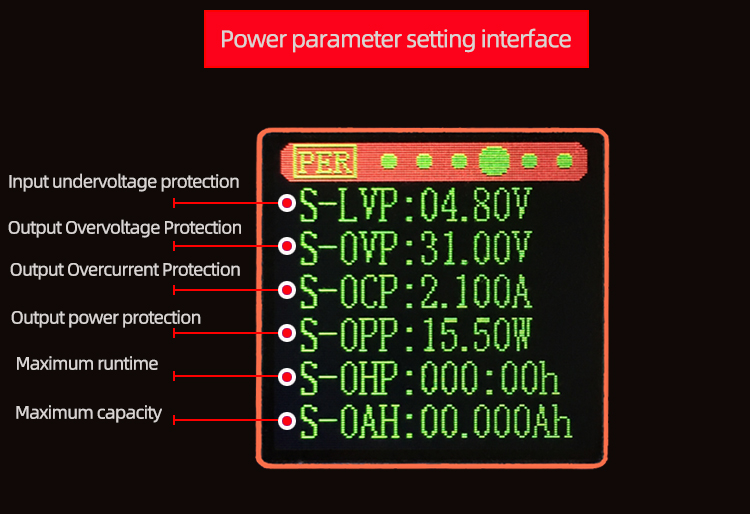 Power parameter setting interface
PER
Input undervoltage protection
S-LVP:04.80V
Output Overvoltage Protection
S-OVP:31.00V
Output Overcurrent Protection
S-OCP:2.100A
Output power protection
S-OPP:15.50W
Maximum runtime
S-OHP:000:00h
Maximum capacity
S-OAH:00.000Ah